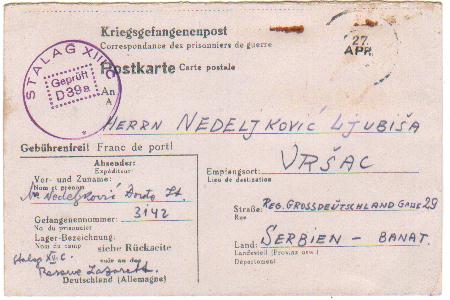 Kriegsgefangenenpost
Correspondance des prisonniers de guerre
27
APR.
STALAG XII C
Geprüft
D39a
Postkarte Carte postale
An
A
HERRN NEDELJKOVIĆ LJUBIŠA
Gebührenfrei! Franc de port!
VRŠAC
Absender:
Expéditeur:
Empfangsort:
Lieu de destination
Vor- und Zuname:
Nom et prénom
Nedeljković Đorđe
Straße: REG. GROSSDEUTSCHLAND Gasse 29
Rue
Gefangenennummer: 3142
No du prisonnier
Lager-Bezeichnung: siehe Rückseite
Nom du camp voir au dos
Land: SERBIEN - BANAT.
Landesteil (Provinz usw.)
Département
Stalag XII. C.
Reserve Lazarett
Deutschland (Allemagne)